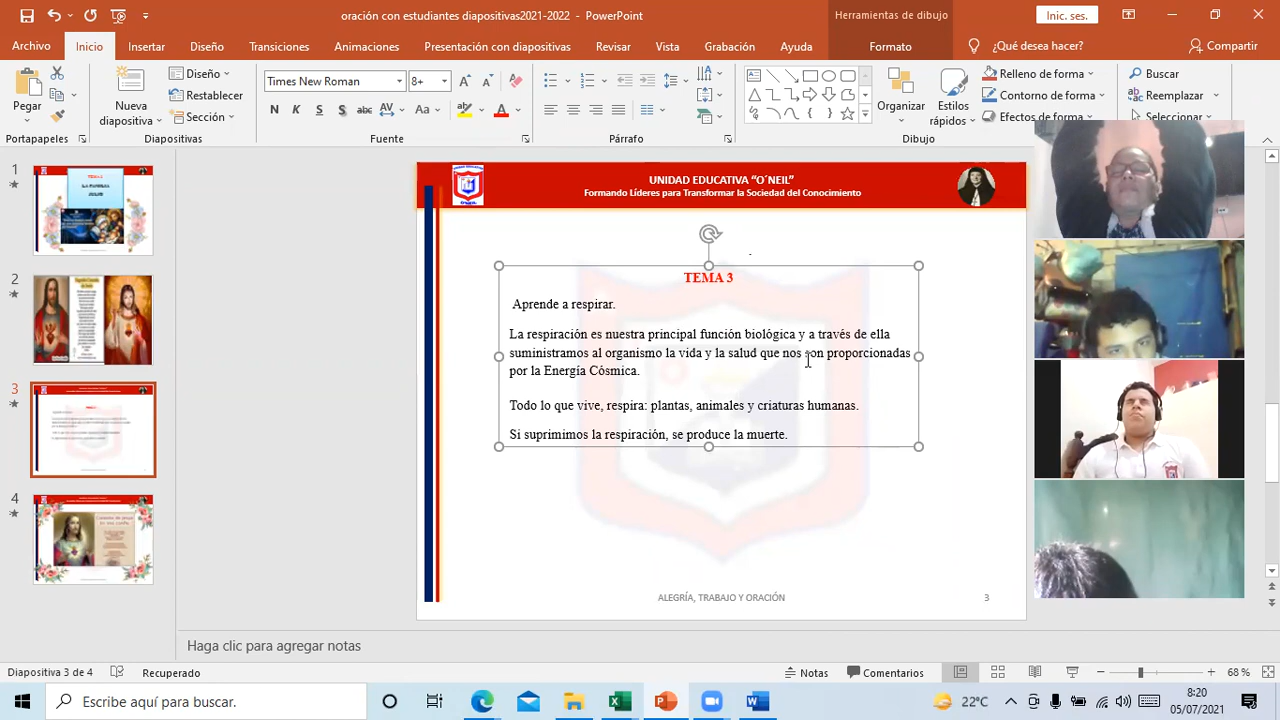 oración con estudiantes diapositivas2021-2022 - PowerPoint
Herramientas de dibujo
Inic. ses.
Archivo Inicio Insertar Diseño Transiciones Animaciones Presentación con diapositivas Revisar Vista Grabación Ayuda Formato ¿Qué desea hacer? Compartir
Pegar
Nueva diapositiva
Diseño
Restablecer
Sección
Times New Roman 8+
N K S S abc AV Aa A
Organizar
Estilos rápidos
Relleno de forma
Contorno de forma
Efectos de forma
Buscar
Reemplazar
Seleccionar
Portapapeles Diapositivas Fuente Párrafo Dibujo
1
2
3
4
UNIDAD EDUCATIVA “O´NEIL”
Formando Líderes para Transformar la Sociedad del Conocimiento
TEMA 3
Aprende a respirar.
La respiración es nuestra principal función biológica y a través de ella
suministramos al organismo la vida y la salud que nos son proporcionadas
por la Energía Cósmica.
Todo lo que vive, respira: plantas, animales y criaturas humanas.
Si suprimimos la respiración, se produce la muerte.
ALEGRÍA, TRABAJO Y ORACIÓN
3
Haga clic para agregar notas
Diapositiva 3 de 4 Recuperado Notas Comentarios 68 %
Escribe aquí para buscar.
22°C
8:20
05/07/2021